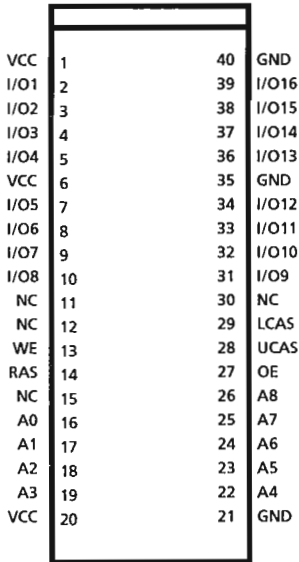 VCC 1 40 GND
I/O1 2 39 I/O16
I/O2 3 38 I/O15
I/O3 4 37 I/O14
I/O4 5 36 I/O13
VCC 6 35 GND
I/O5 7 34 I/O12
I/O6 8 33 I/O11
I/O7 9 32 I/O10
I/O8 10 31 I/O9
NC 11 30 NC
NC 12 29 LCAS
WE 13 28 UCAS
RAS 14 27 OE
NC 15 26 A8
A0 16 25 A7
A1 17 24 A6
A2 18 23 A5
A3 19 22 A4
VCC 20 21 GND